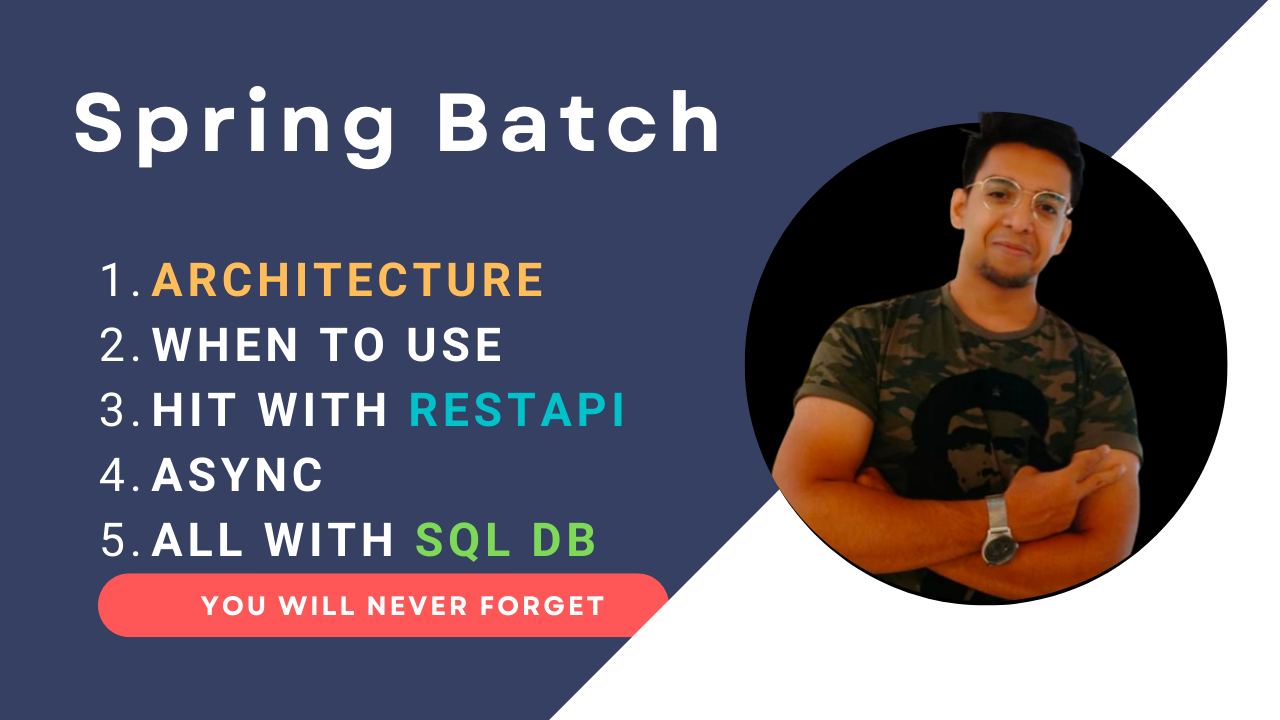 Spring Batch
1. ARCHITECTURE
2. WHEN TO USE
3. HIT WITH RESTAPI
4. ASYNC
5. ALL WITH SQL DB
YOU WILL NEVER FORGET